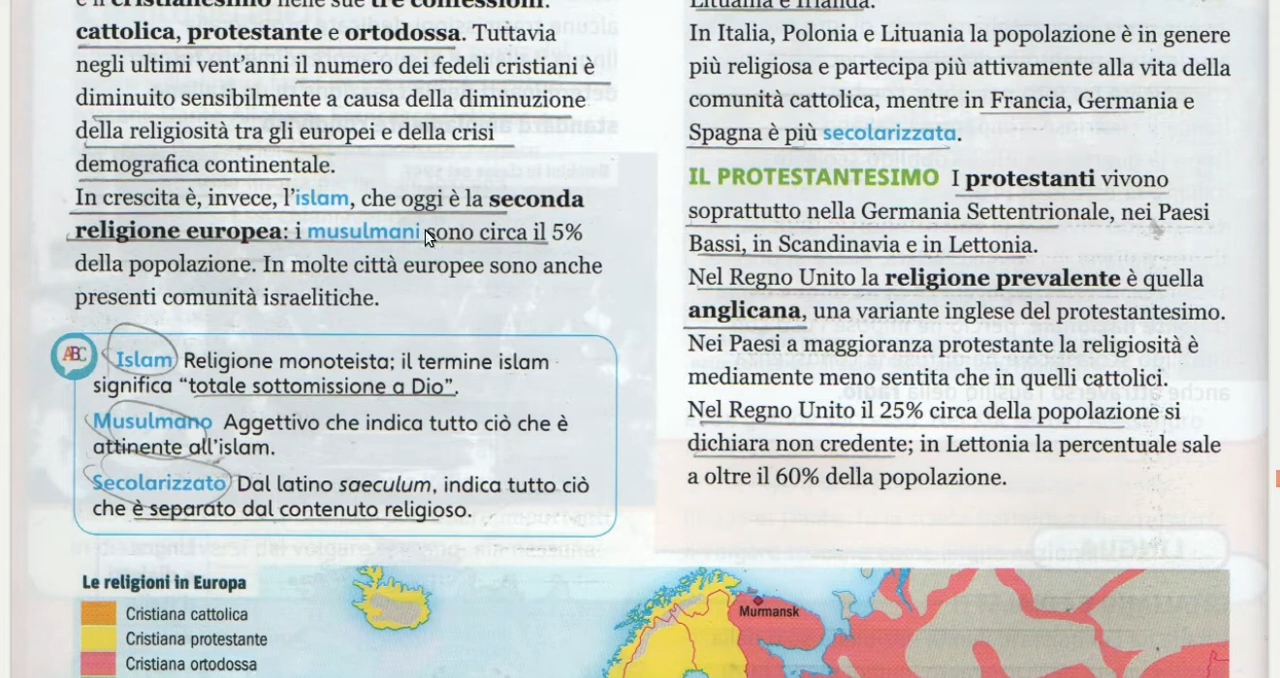 e il cristianesimo nelle sue tre confessioni:
cattolica, protestante e ortodossa. Tuttavia
negli ultimi vent'anni il numero dei fedeli cristiani è
diminuito sensibilmente a causa della diminuzione
della religiosità tra gli europei e della crisi
demografica continentale.
In crescita è, invece, l'islam, che oggi è la seconda
religione europea: i musulmani sono circa il 5%
della popolazione. In molte città europee sono anche
presenti comunità israelitiche.
ABC
Islam Religione monoteista; il termine islam
significa “totale sottomissione a Dio”.
Musulmano Aggettivo che indica tutto ciò che è
attinente all'islam.
Secolarizzato Dal latino saeculum, indica tutto ciò
che è separato dal contenuto religioso.
Lituania e Irlanda.
In Italia, Polonia e Lituania la popolazione è in genere
più religiosa e partecipa più attivamente alla vita della
comunità cattolica, mentre in Francia, Germania e
Spagna è più secolarizzata.
IL PROTESTANTESIMO I protestanti vivono
soprattutto nella Germania Settentrionale, nei Paesi
Bassi, in Scandinavia e in Lettonia.
Nel Regno Unito la religione prevalente è quella
anglicana, una variante inglese del protestantesimo.
Nei Paesi a maggioranza protestante la religiosità è
mediamente meno sentita che in quelli cattolici.
Nel Regno Unito il 25% circa della popolazione si
dichiara non credente; in Lettonia la percentuale sale
a oltre il 60% della popolazione.
Le religioni in Europa
Cristiana cattolica
Cristiana protestante
Cristiana ortodossa
Murmansk